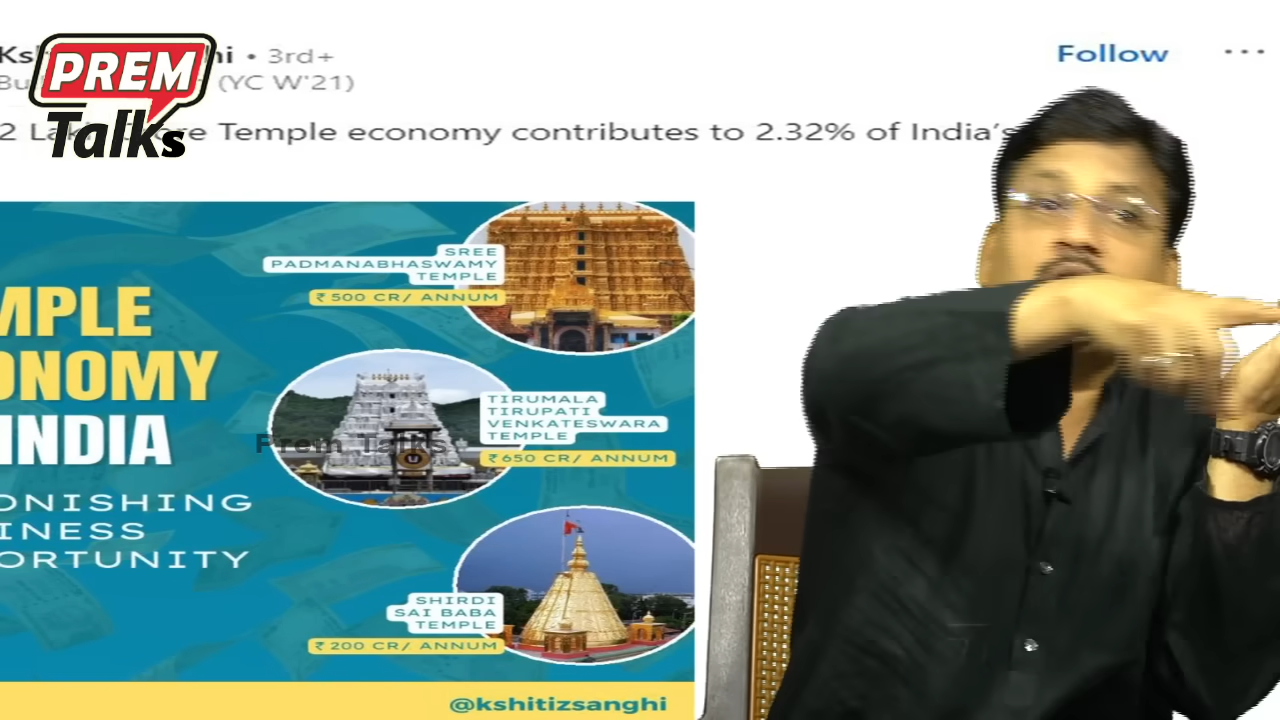 PREM
Talks
• 3rd+
Follow
(YC W'21)
Temple economy contributes to 2.32% of India's
SREE
PADMANABHASWAMY
TEMPLE
₹ 500 CR/ ANNUM
MPLE
ONOMY
INDIA
ONISHING
INESS
ORTUNITY
TIRUMALA
TIRUPATI
VENKATESWARA
TEMPLE
₹ 650 CR/ ANNUM
Prem Talks
SHIRDI
SAI BABA
TEMPLE
₹ 200 CR/ ANNUM
@kshitizsanghi